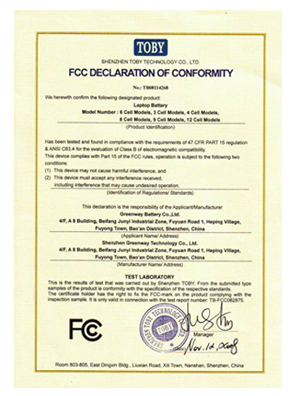 TOBY
SHENZHEN TOBY TECHNOLOGY CO., LTD.
FCC DECLARATION OF CONFORMITY
No.: TB08114268
We herewith confirm the following designated product:
Laptop Battery
Model Number : 6 Cell Models, 3 Cell Models, 4 Cell Models,
8 Cell Models, 9 Cell Models, 12 Cell Models
(Product Identification)
Has been tested and found in compliance with the requirements of 47 CFR PART 15 regulation
& ANSI C63.4 for the evaluation of Class B of electromagnetic compatibility.
This device complies with Part 15 of the FCC rules, operation is subject to the following two
conditions:
(1) This device may not cause harmful interference, and
(2) This device must accept any interference received,
including interference that may cause undesired operation.
(Identification of Regulations/ Standards)
This declaration is the responsibility of the Applicant/Manufacturer
Greenway Battery Co.,Ltd.
4/F, A 8 Building, Beifang Junyi Industrial Zone, Fuyuan Road 1, Heping Village,
Fuyong Town, Bao'an District, Shenzhen, China
(Applicant Name/ Address)
Shenzhen Greenway Technology Co., Ltd.
4/F, A 8 Building, Beifang Junyi Industrial Zone, Fuyuan Road 1, Heping Village,
Fuyong Town, Bao'an District, Shenzhen, China
(Manufacturer Name/ Address)
TEST LABORATORY
This is the results of test that was carried out by Shenzhen TOBY. From the submitted type
samples of the product is conformity with the specification of the respective standards.
The certificate holder has the right to fix the FCC-mark on the product complying with the
inspection sample. It is only valid in connection with the test report number: TB-FCC082875.
FCC
TOBY
Manager
Nov. 12, 2008
Room 803-805, East Dingxin Bldg., Liuxian Road, Xili Town, Nanshan, Shenzhen, China